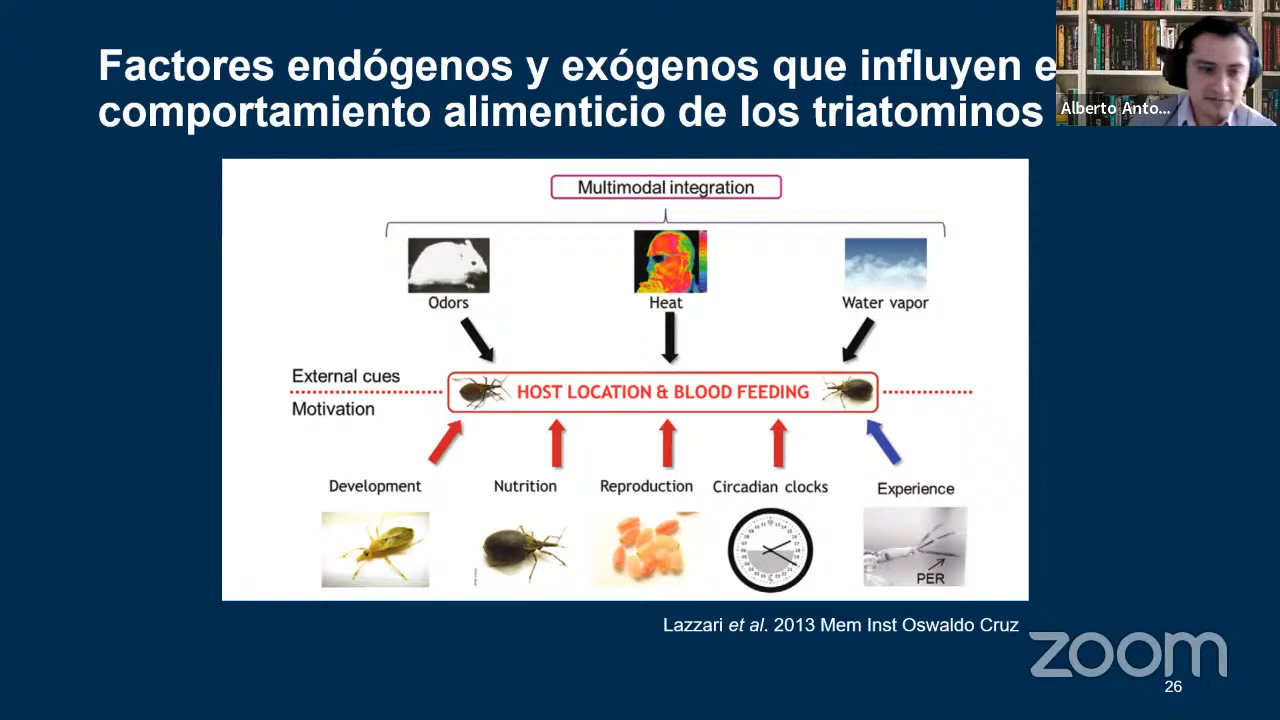 Factores endógenos y exógenos que influyen e
comportamiento alimenticio de los triatominos
Alberto Anto...
Multimodal integration
Odors
Heat
Water vapor
External cues
HOST LOCATION & BLOOD FEEDING
Motivation
Development
Nutrition
Reproduction
Circadian clocks
Experience
PER
Lazzari et al. 2013 Mem Inst Oswaldo Cruz
zoom
26